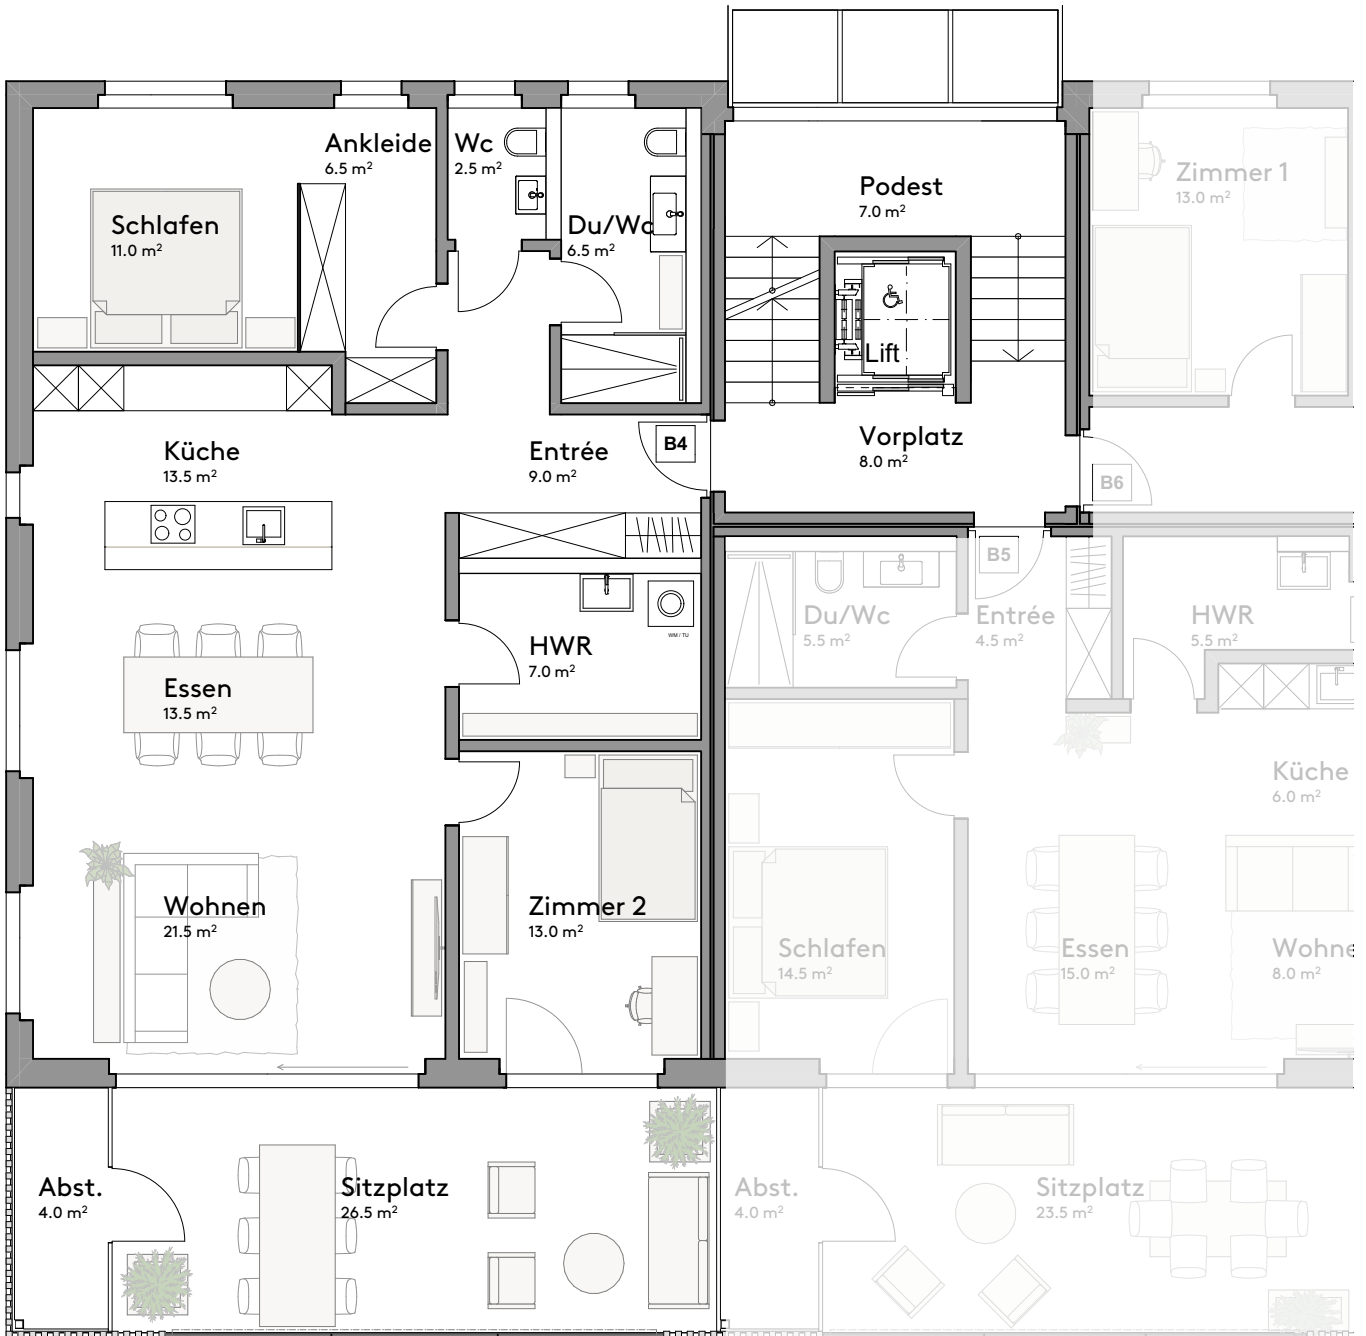 Ankleide
6.5 m²
Wc
2.5 m²
Schlafen
11.0 m²
Du/Wc
6.5 m²
Podest
7.0 m²
Zimmer 1
13.0 m²
Lift
Küche
13.5 m²
Entrée
9.0 m²
B4
Vorplatz
8.0 m²
B6
B5
Du/Wc
5.5 m²
Entrée
4.5 m²
HWR
5.5 m²
WM / TU
HWR
7.0 m²
Essen
13.5 m²
Küche
6.0 m²
Wohnen
21.5 m²
Zimmer 2
13.0 m²
Schlafen
14.5 m²
Essen
15.0 m²
Wohne
8.0 m²
Abst.
4.0 m²
Sitzplatz
26.5 m²
Abst.
4.0 m²
Sitzplatz
23.5 m²